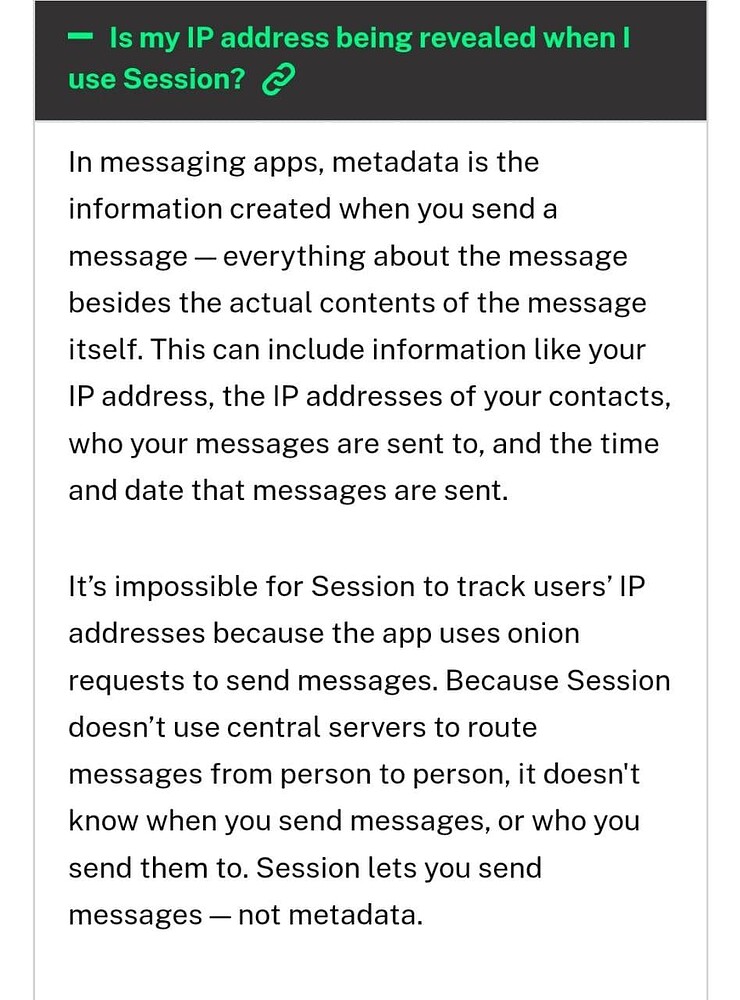 Is my IP address being revealed when I
use Session?
In messaging apps, metadata is the
information created when you send a
message — everything about the message
besides the actual contents of the message
itself. This can include information like your
IP address, the IP addresses of your contacts,
who your messages are sent to, and the time
and date that messages are sent.
It’s impossible for Session to track users’ IP
addresses because the app uses onion
requests to send messages. Because Session
doesn’t use central servers to route
messages from person to person, it doesn't
know when you send messages, or who you
send them to. Session lets you send
messages — not metadata.